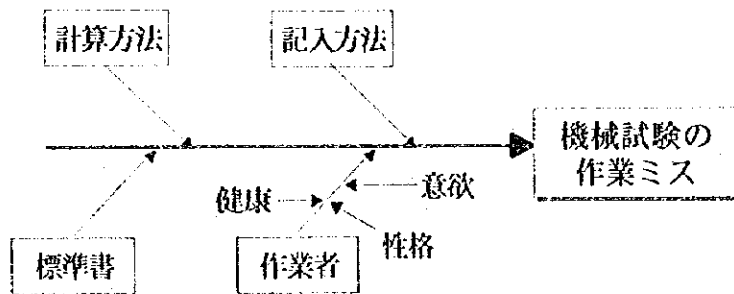 計算方法
記入方法
機械試験の
作業ミス
健康
意欲
性格
標準書
作業者